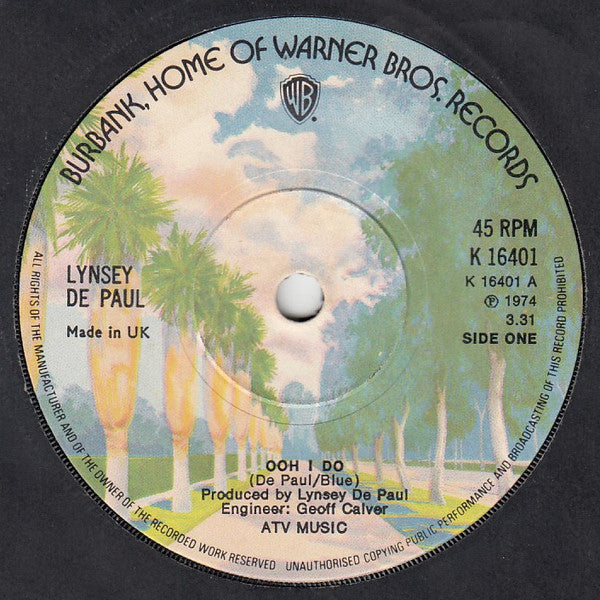 BURBANK, HOME OF WARNER BROS. RECORDS
WB
LYNSEY
DE PAUL
Made in UK
45 RPM
K 16401
K 16401 A
℗ 1974
3.31
SIDE ONE
OOH I DO
(De Paul/Blue)
Produced by Lynsey De Paul
Engineer: Geoff Calver
ATV MUSIC
ALL RIGHTS OF THE MANUFACTURER AND OF THE OWNER OF THE RECORDED WORK RESERVED UNAUTHORISED COPYING PUBLIC PERFORMANCE AND BROADCASTING OF THIS RECORD PROHIBITED